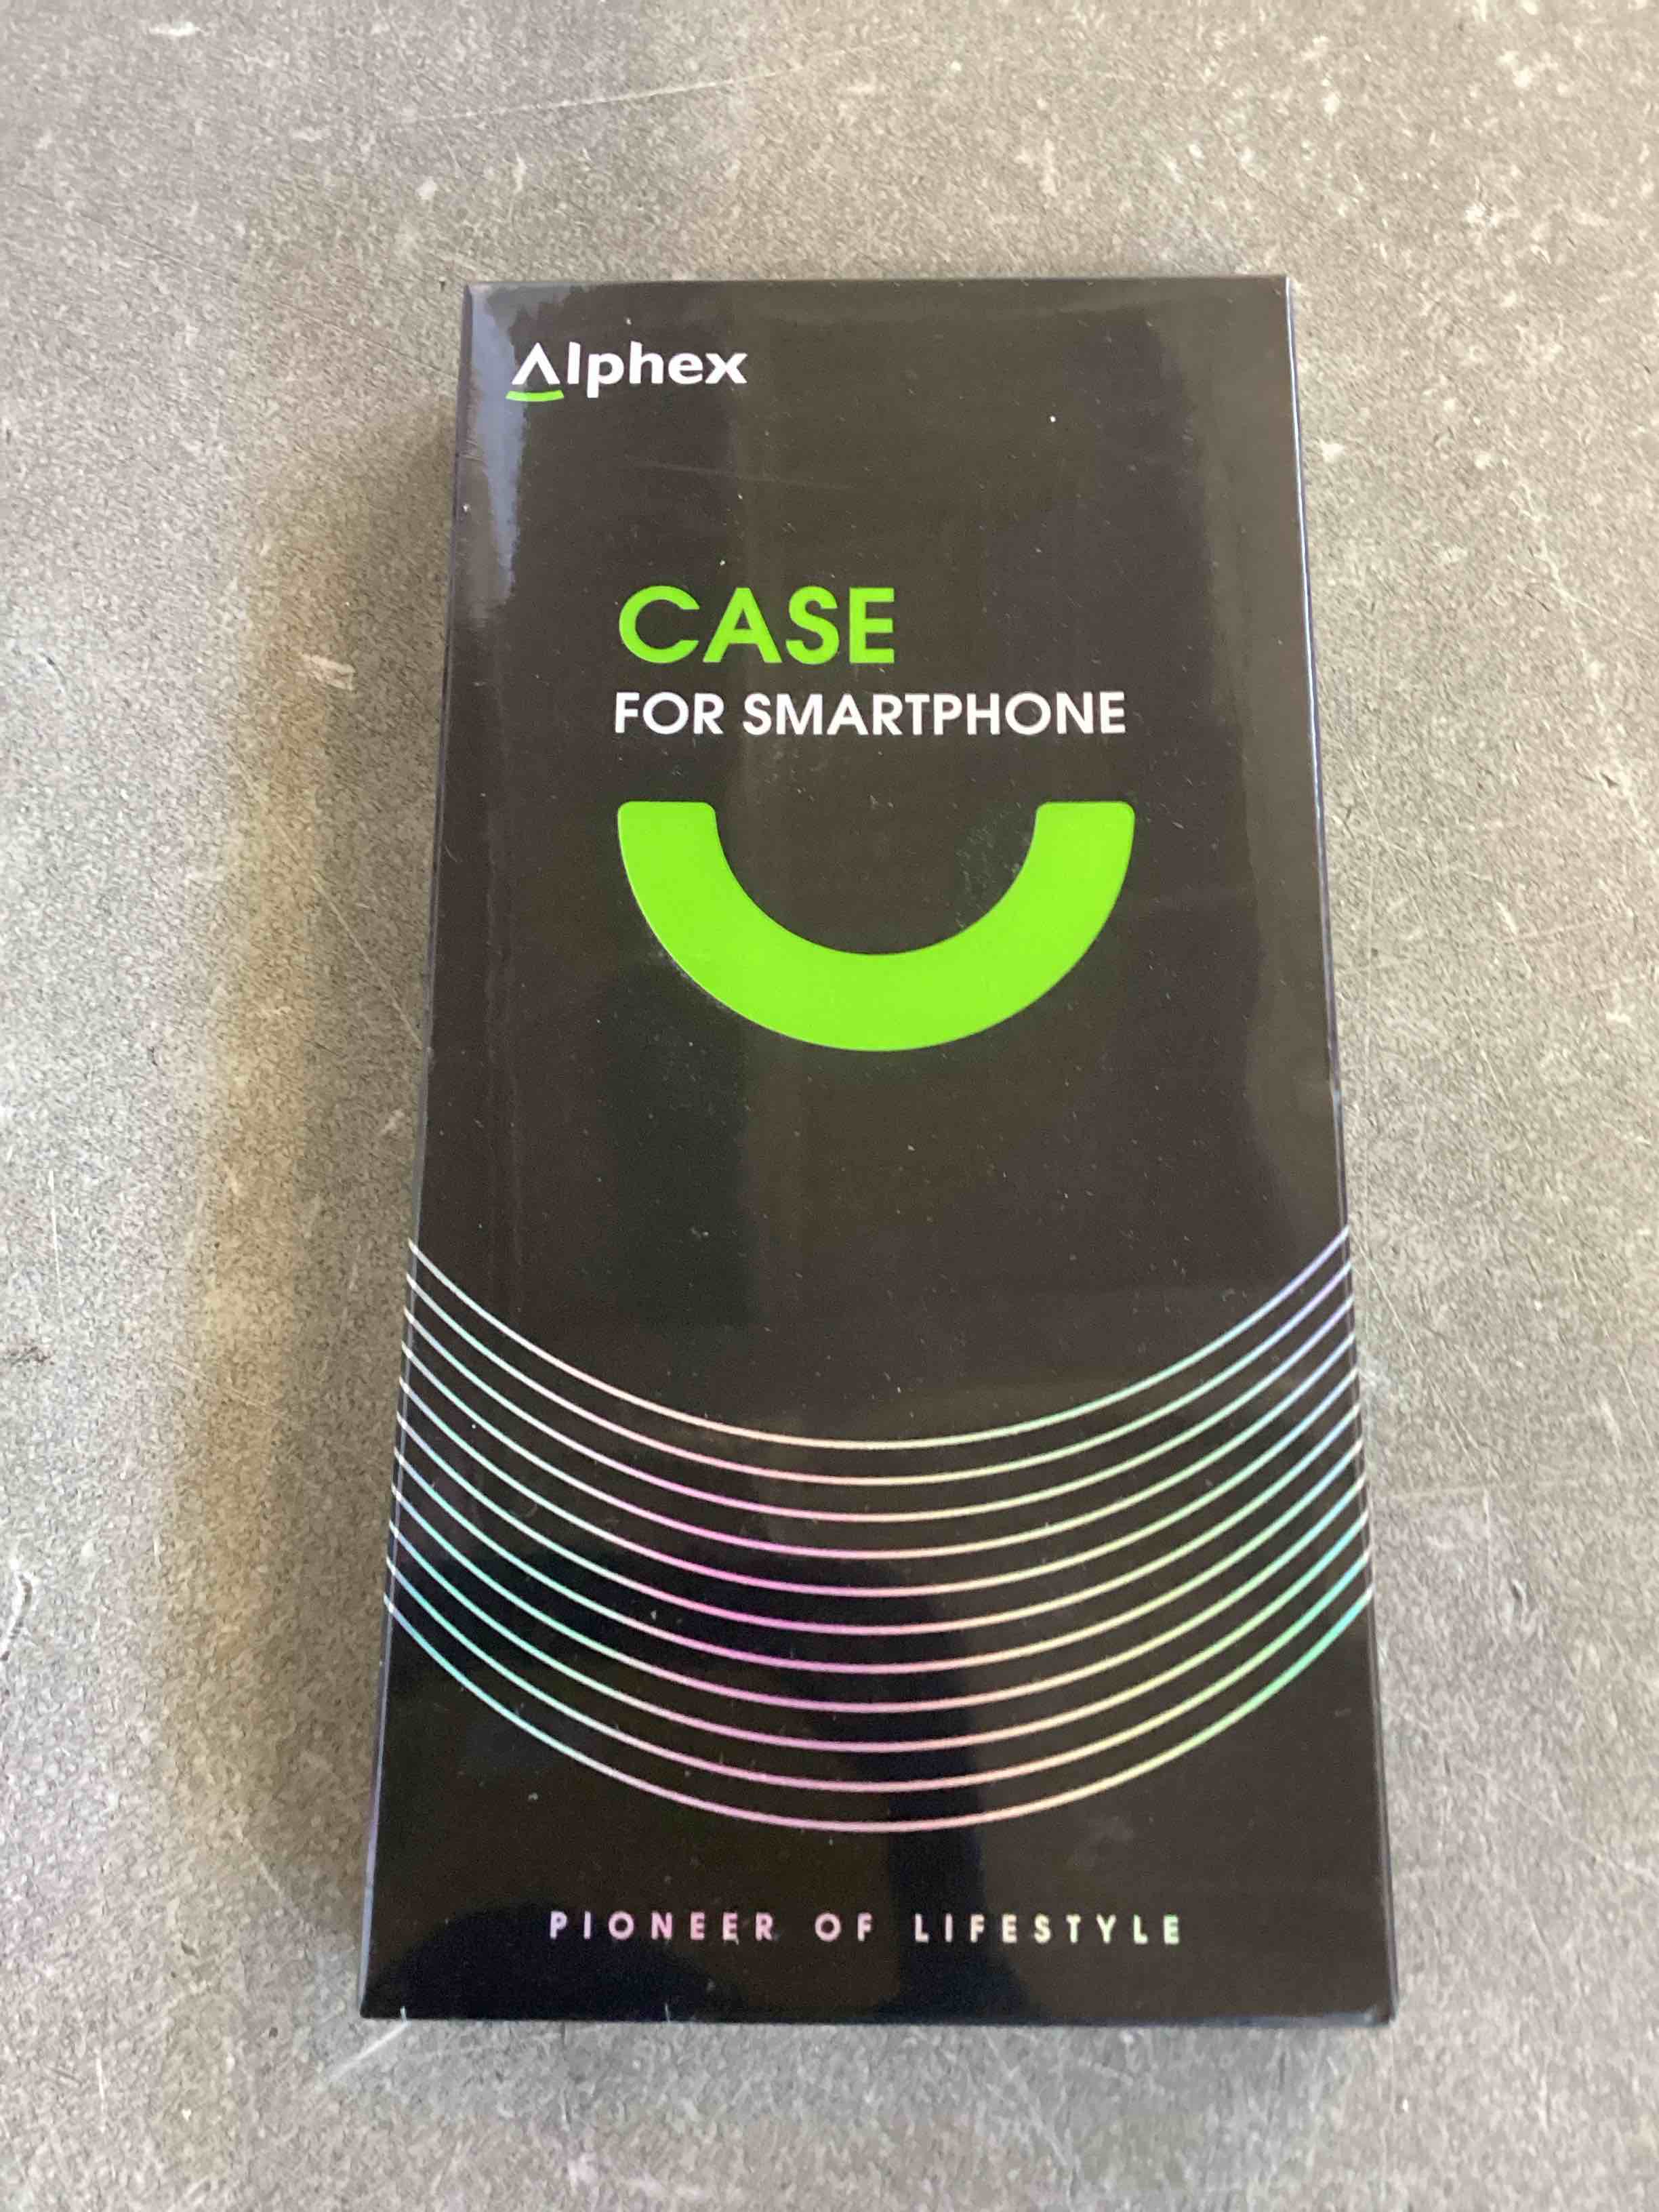 Alphex
CASE
FOR SMARTPHONE
PIONEER OF LIFESTYLE